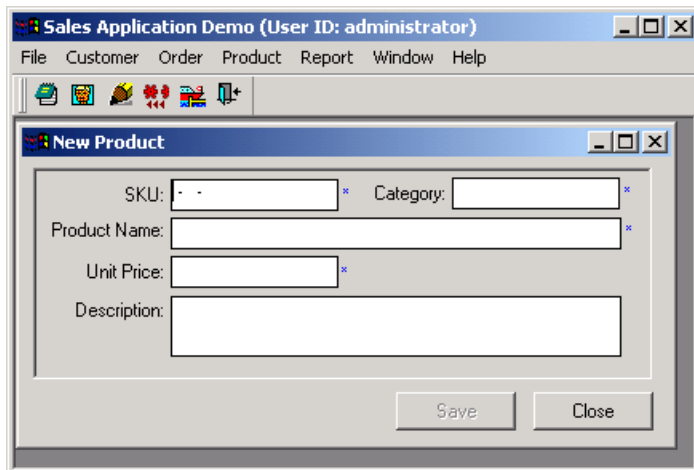 Sales Application Demo (User ID: administrator)
File Customer Order Product Report Window Help
New Product
SKU: - - * Category: *
Product Name: *
Unit Price: *
Description:
Save Close